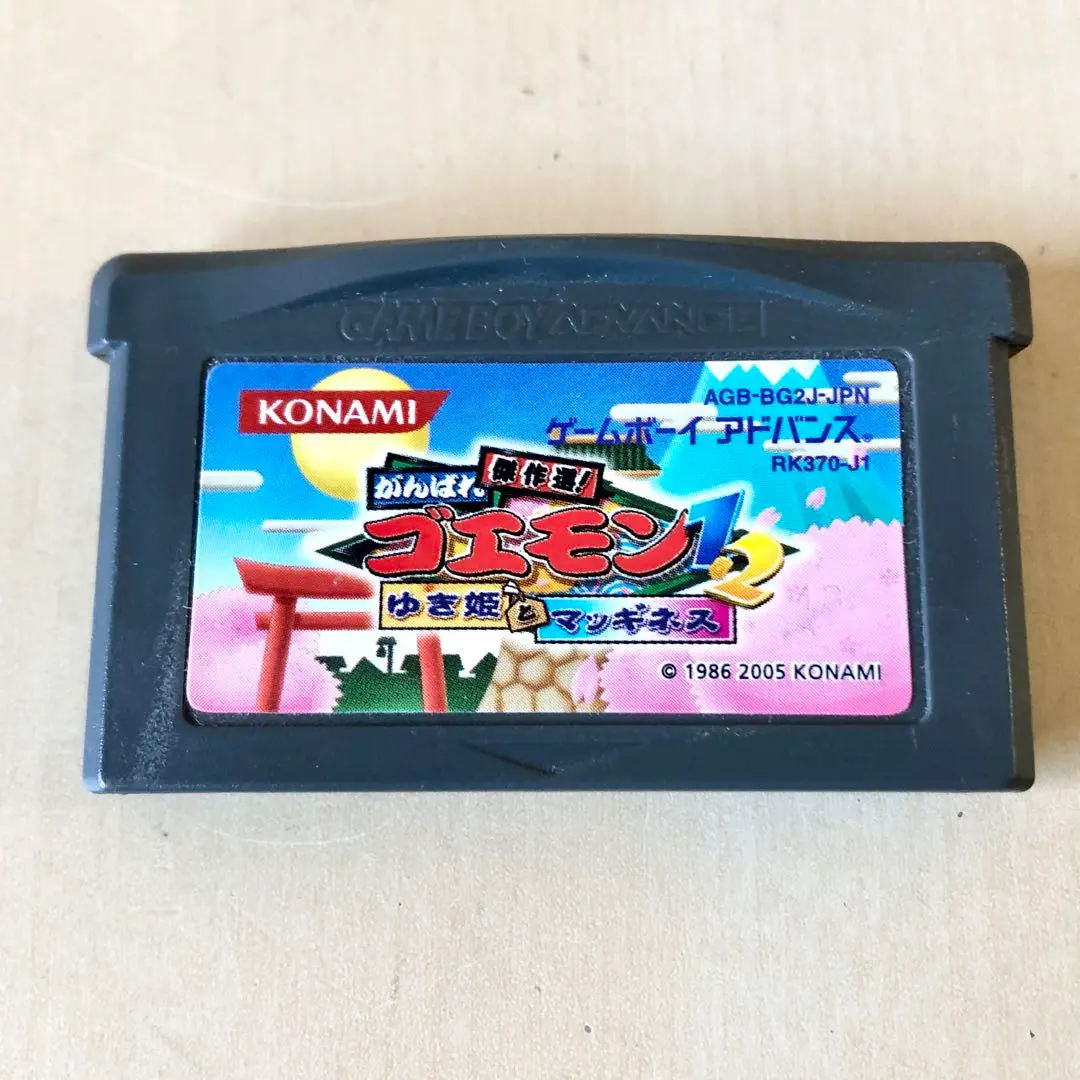 GAME BOY ADVANCE
KONAMI
AGB-BG2J-JPN
ゲームボーイ アドバンス®
RK370-J1
傑作選!
がんばれ
ゴエモン1,2
ゆき姫とマッギネス
© 1986 2005 KONAMI